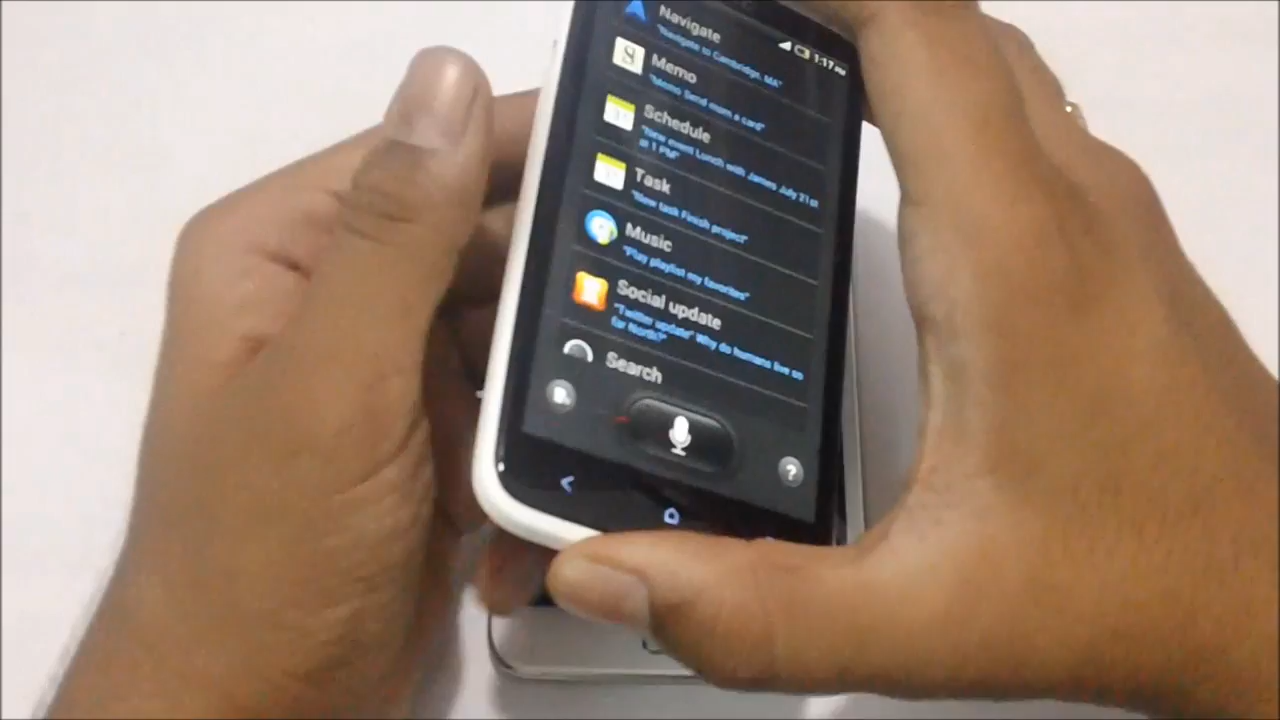 Navigate
1:17 PM
"Navigate to Cambridge, MA"
Memo
"Memo Send mom a card"
Schedule
"New event Lunch with James July 21st
at 1 PM"
Task
"New task Finish project"
Music
"Play playlist my favorites"
Social update
"Twitter update" Why do humans live so
far North?"
Search
?